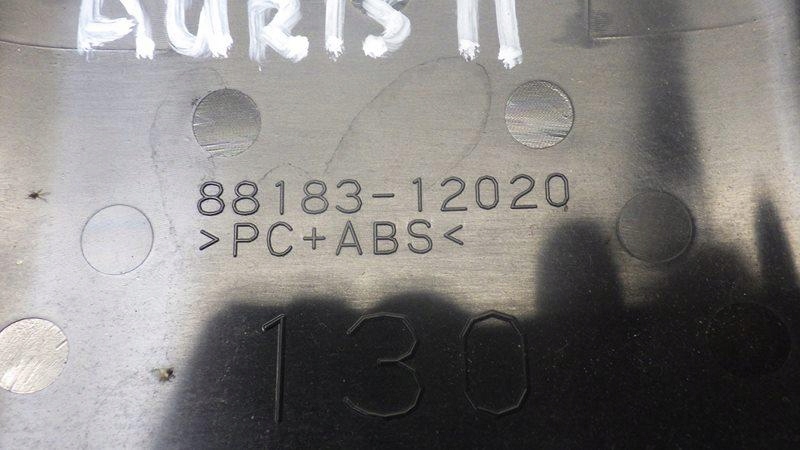 AURIS II
88183-12020
>PC+ABS<
130